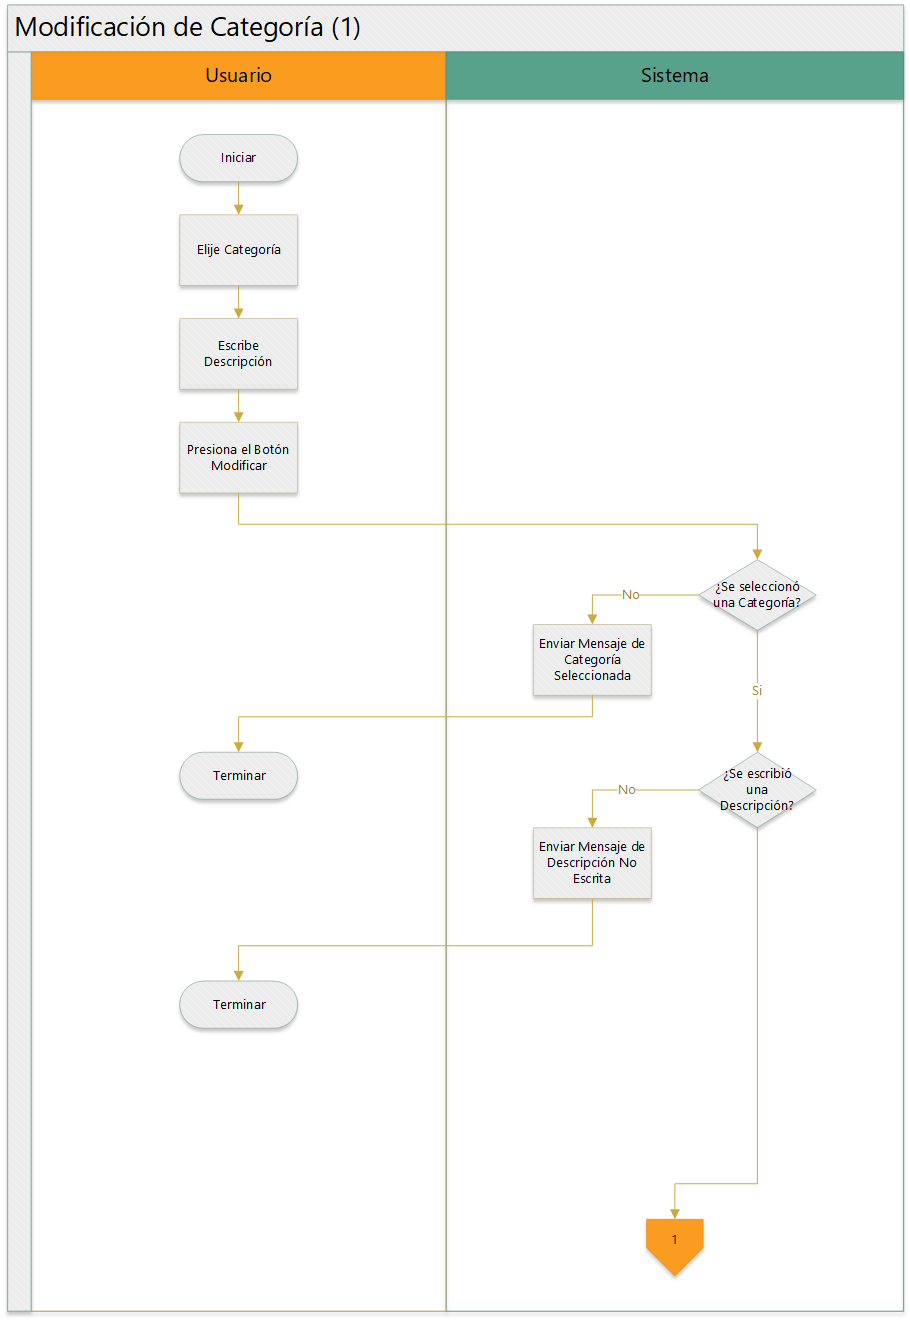 Modificación de Categoría (1)
Usuario
Sistema
Iniciar
Elije Categoría
Escribe
Descripción
Presiona el Botón
Modificar
¿Se seleccionó
una Categoría?
No
Enviar Mensaje de
Categoría
Seleccionada
Si
Terminar
¿Se escribió
una
Descripción?
No
Enviar Mensaje de
Descripción No
Escrita
Terminar
1